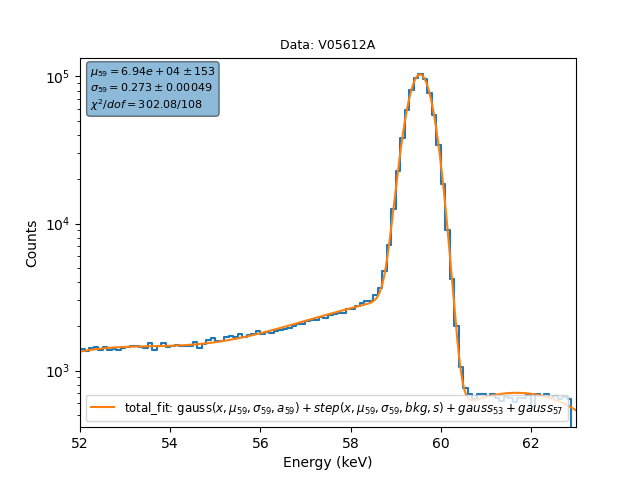 Data: V05612A
μ₅₉ = 6.94e + 04 ± 153
σ₅₉ = 0.273 ± 0.00049
χ²/dof = 302.08/108
10⁵
10⁴
10³
Counts
total_fit: gauss(x, μ₅₉, σ₅₉, a₅₉) + step(x, μ₅₉, σ₅₉, bkg, s) + gauss₅₃ + gauss₅₇
52 54 56 58 60 62
Energy (keV)